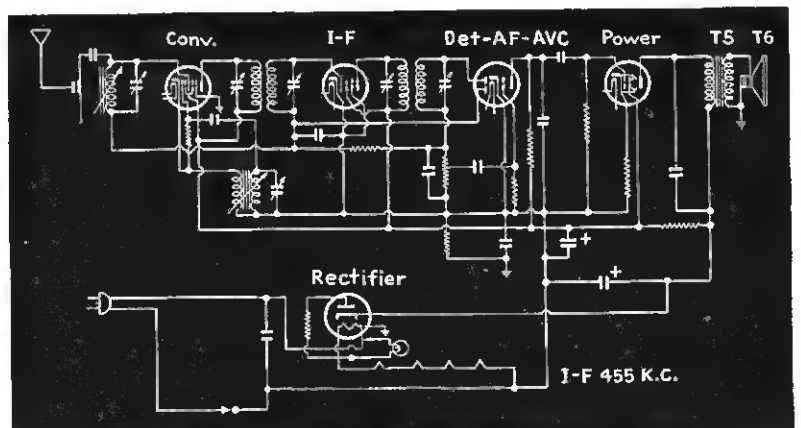 Conv. I-F Det-AF-AVC Power T5 T6
+
Rectifier +
I-F 455 K.C.